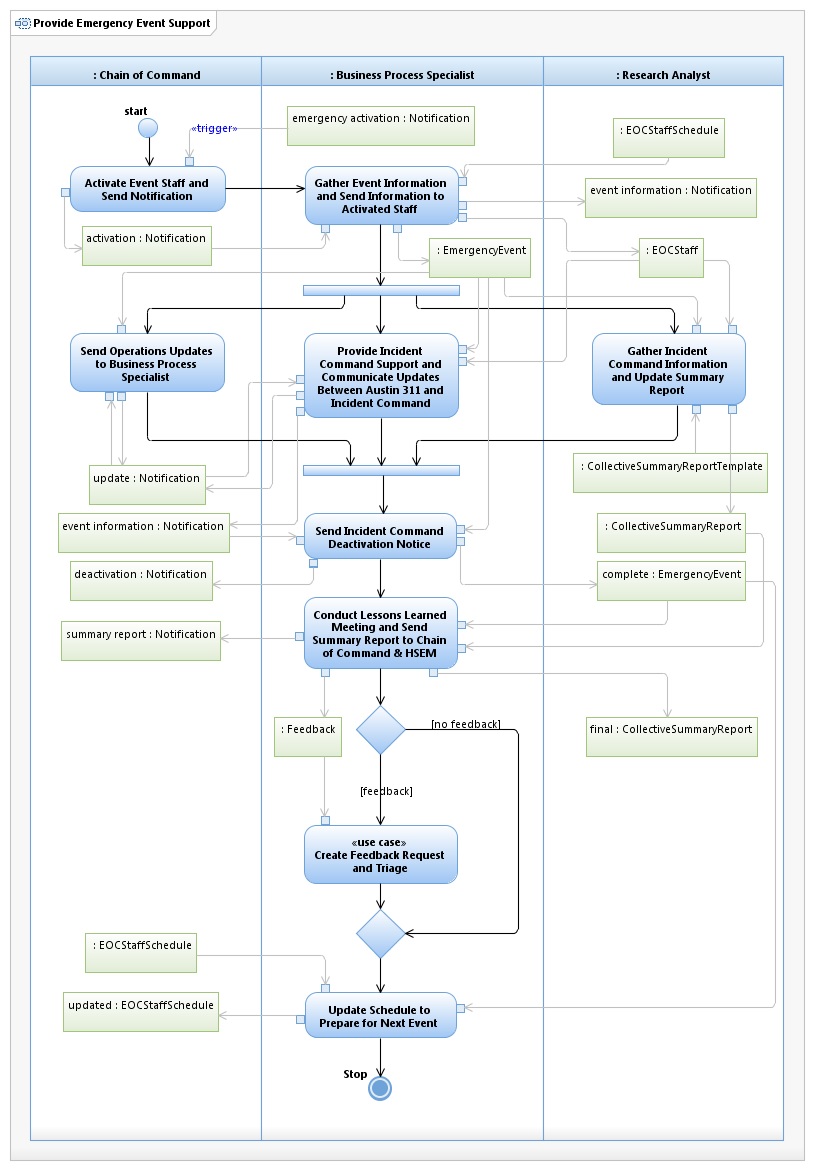 Provide Emergency Event Support
: Chain of Command
: Business Process Specialist
: Research Analyst
start
«trigger»
emergency activation : Notification
: EOCStaffSchedule
Activate Event Staff and
Send Notification
Gather Event Information
and Send Information to
Activated Staff
event information : Notification
activation : Notification
: EmergencyEvent
: EOCStaff
Send Operations Updates
to Business Process
Specialist
Provide Incident
Command Support and
Communicate Updates
Between Austin 311 and
Incident Command
Gather Incident
Command Information
and Update Summary
Report
update : Notification
: CollectiveSummaryReportTemplate
event information : Notification
Send Incident Command
Deactivation Notice
: CollectiveSummaryReport
deactivation : Notification
complete : EmergencyEvent
summary report : Notification
Conduct Lessons Learned
Meeting and Send
Summary Report to Chain
of Command & HSEM
: Feedback
[no feedback]
final : CollectiveSummaryReport
[feedback]
«use case»
Create Feedback Request
and Triage
: EOCStaffSchedule
updated : EOCStaffSchedule
Update Schedule to
Prepare for Next Event
Stop